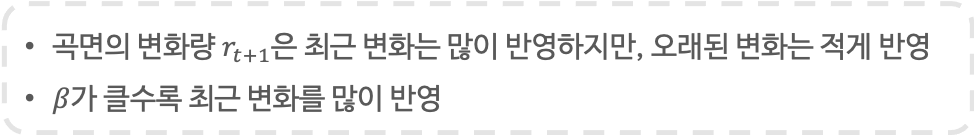 • 곡면의 변화량 r_{t+1}은 최근 변화는 많이 반영하지만, 오래된 변화는 적게 반영
• β가 클수록 최근 변화를 많이 반영